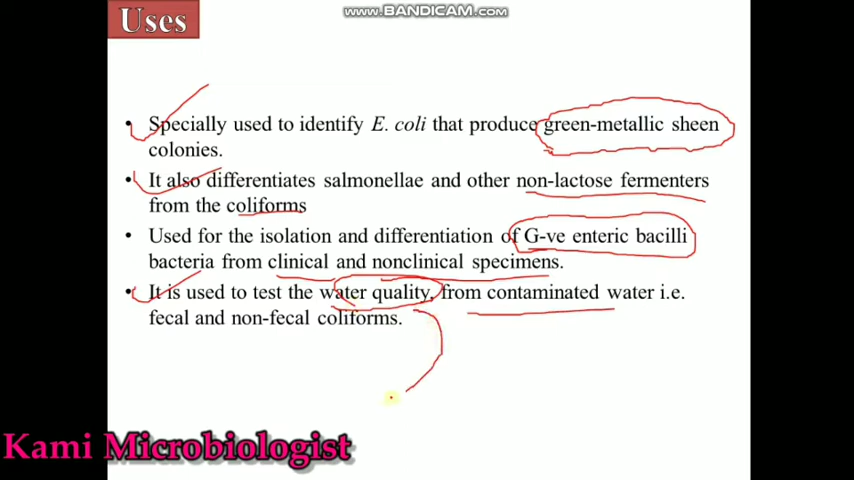 www.BANDICAM.com
Uses
• Specially used to identify E. coli that produce green-metallic sheen
colonies.
• It also differentiates salmonellae and other non-lactose fermenters
from the coliforms
• Used for the isolation and differentiation of G-ve enteric bacilli
bacteria from clinical and nonclinical specimens.
• It is used to test the water quality, from contaminated water i.e.
fecal and non-fecal coliforms.
Kami Microbiologist